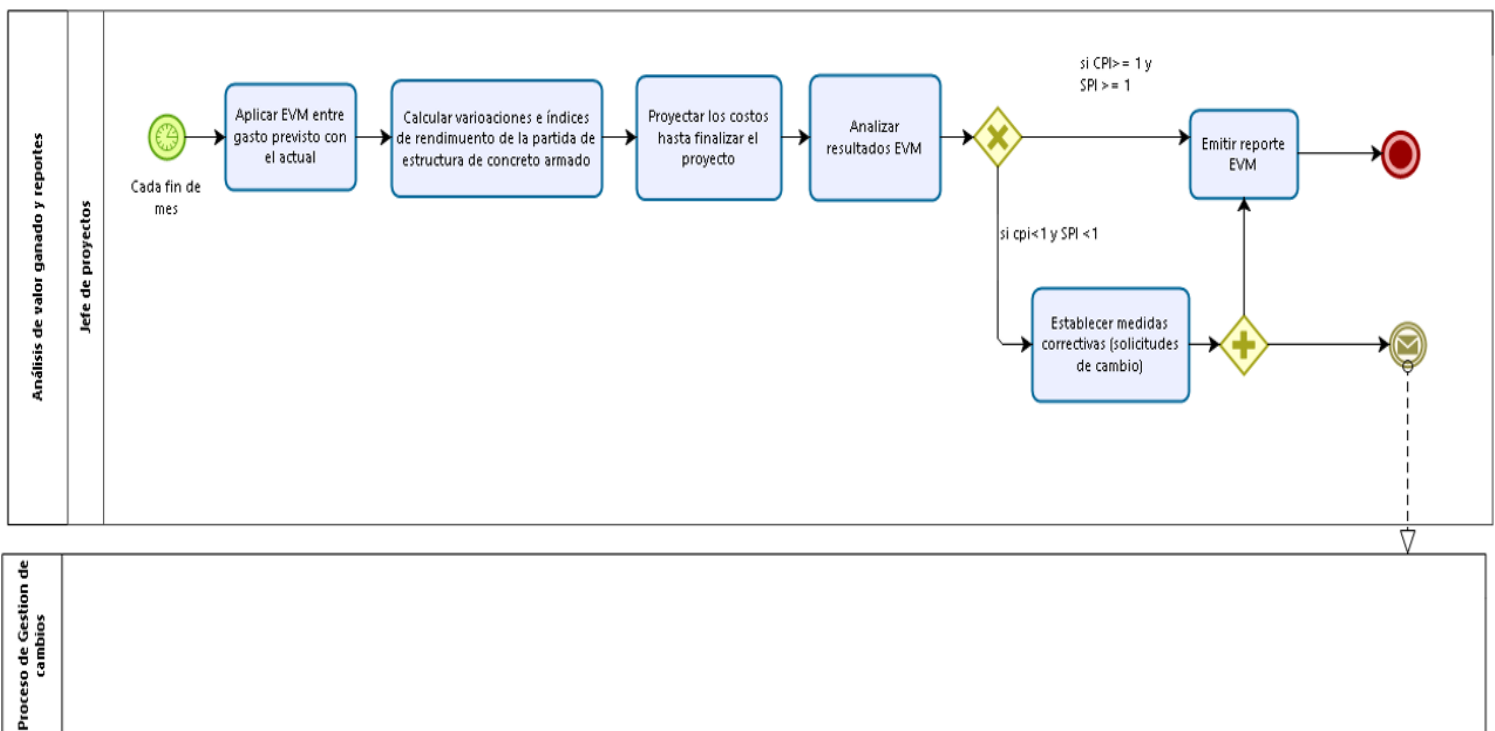 Análisis de valor ganado y reportes
Jefe de proyectos
Cada fin de
mes
Aplicar EVM entre
gasto previsto con
el actual
Calcular varioaciones e índices
de rendimuento de la partida de
estructura de concreto armado
Proyectar los costos
hasta finalizar el
proyecto
Analizar
resultados EVM
si CPI>= 1 y
SPI >= 1
Emitir reporte
EVM
si cpi<1 y SPI <1
Establecer medidas
correctivas (solicitudes
de cambio)
Proceso de Gestion de
cambios